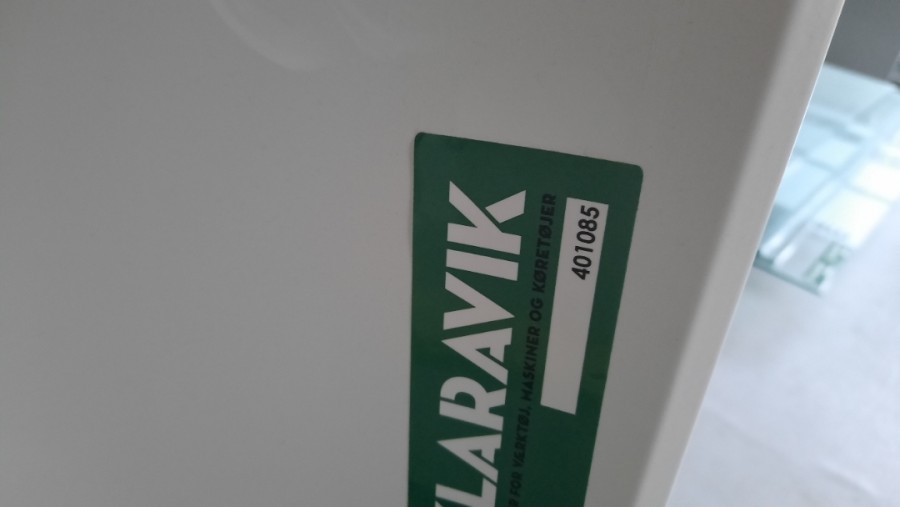 KLARAVIK
FOR VÆRKTØJ, MASKINER OG KØRETØJER
401085